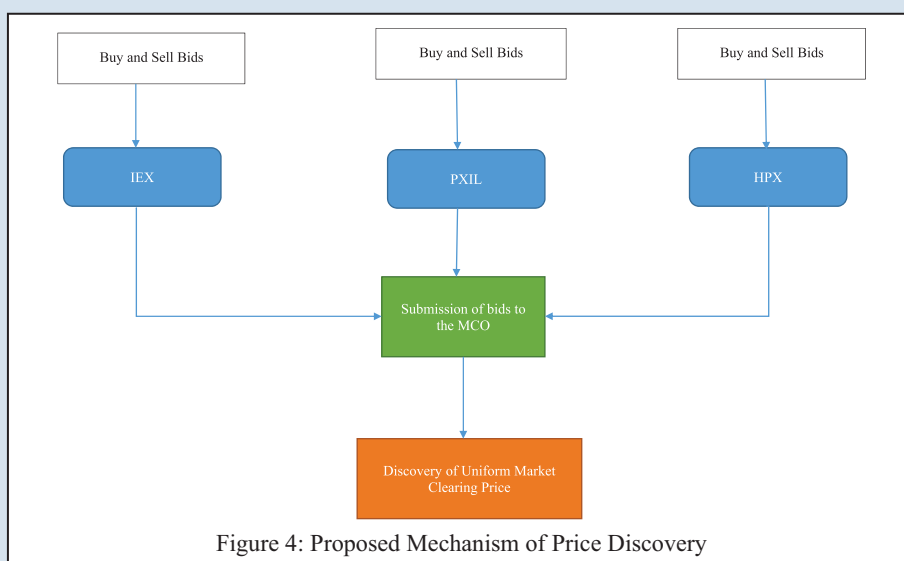 Buy and Sell Bids
Buy and Sell Bids
Buy and Sell Bids
IEX
PXIL
HPX
Submission of bids to
the MCO
Discovery of Uniform Market
Clearing Price
Figure 4: Proposed Mechanism of Price Discovery